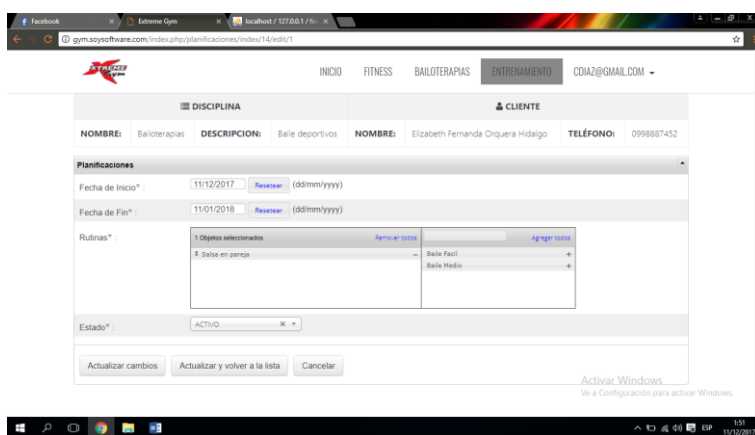 Facebook
Extreme Gym
localhost / 127.0.0.1 / fi
gym.soysoftware.com/index.php/planificaciones/index/14/edit/1
XTREME
Gym
INICIO FITNESS BAILOTERAPIAS ENTRENAMIENTO CDIAZ@GMAIL.COM
DISCIPLINA CLIENTE
NOMBRE: Bailoterapias DESCRIPCION: Baile deportivos NOMBRE: Elizabeth Fernanda Orquera Hidalgo TELÉFONO: 0998887452
Planificaciones
Fecha de Inicio* : 11/12/2017 Resetear (dd/mm/yyyy)
Fecha de Fin* : 11/01/2018 Resetear (dd/mm/yyyy)
Rutinas* : 1 Objetos seleccionados Remover todos Agregar todos
Salsa en pareja − Baile Facil +
Baile Medio +
Estado* : ACTIVO
Actualizar cambios Actualizar y volver a la lista Cancelar
Activar Windows
Ve a Configuración para activar Windows.
ESP 1:51
11/12/2017